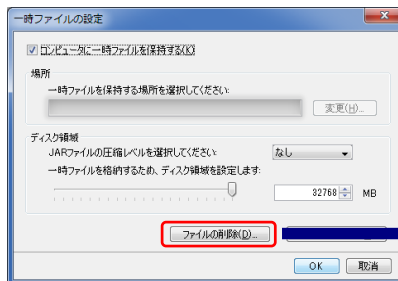 一時ファイルの設定
コンピュータに一時ファイルを保持する(K)
場所
一時ファイルを保持する場所を選択してください:
変更(H)...
ディスク領域
JARファイルの圧縮レベルを選択してください: なし
一時ファイルを格納するため、ディスク領域を設定します:
32768 MB
ファイルの削除(D)...
OK 取消